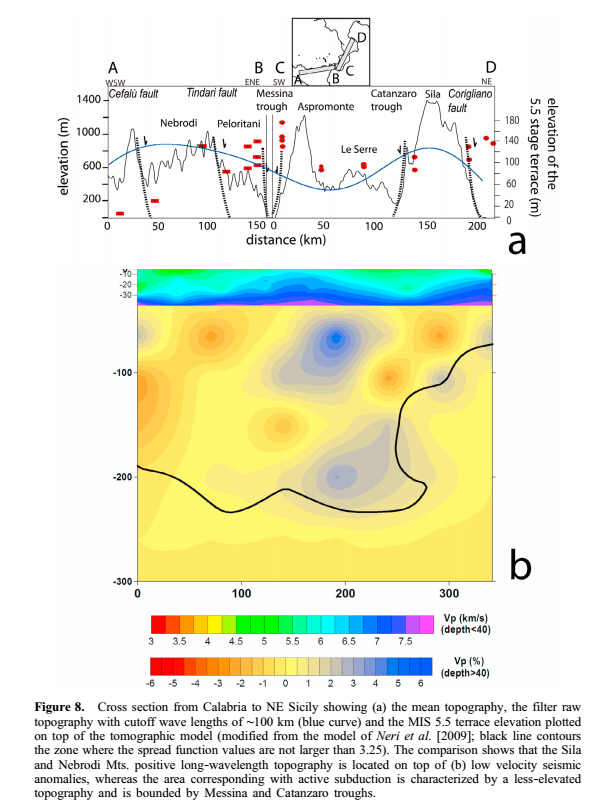 D
C
A
B
A
B
C
C
D
WSW
ENE
Messina
SW
NE
Cefalù fault
Tindari fault
trough
Aspromonte
Catanzaro
trough
Sila
Corigliano
fault
Nebrodi
Peloritani
Le Serre
1400
1000
600
200
elevation (m)
180
140
100
60
20
0
elevation of the
5.5 stage terrace (m)
0 50 100 150 0 50 100 150 200
distance (km)
a
-10
-20
-30
-100
-200
-300
0 100 200 300
b
3 3.5 4 4.5 5 5.5 6 6.5 7 7.5
Vp (km/s)
(depth<40)
-6 -5 -4 -3 -2 -1 0 1 2 3 4 5 6
Vp (%)
(depth>40)
Figure 8. Cross section from Calabria to NE Sicily showing (a) the mean topography, the filter raw
topography with cutoff wave lengths of ~100 km (blue curve) and the MIS 5.5 terrace elevation plotted
on top of the tomographic model (modified from the model of Neri et al. [2009]; black line contours
the zone where the spread function values are not larger than 3.25). The comparison shows that the Sila
and Nebrodi Mts. positive long-wavelength topography is located on top of (b) low velocity seismic
anomalies, whereas the area corresponding with active subduction is characterized by a less-elevated
topography and is bounded by Messina and Catanzaro troughs.